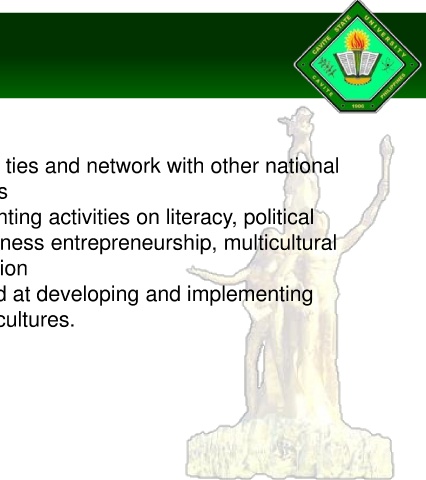 CAVITE STATE UNIVERSITY
CAVITE
PHILIPPINES
1906
ties and network with other national
s
nting activities on literacy, political
ness entrepreneurship, multicultural
ion
d at developing and implementing
cultures.